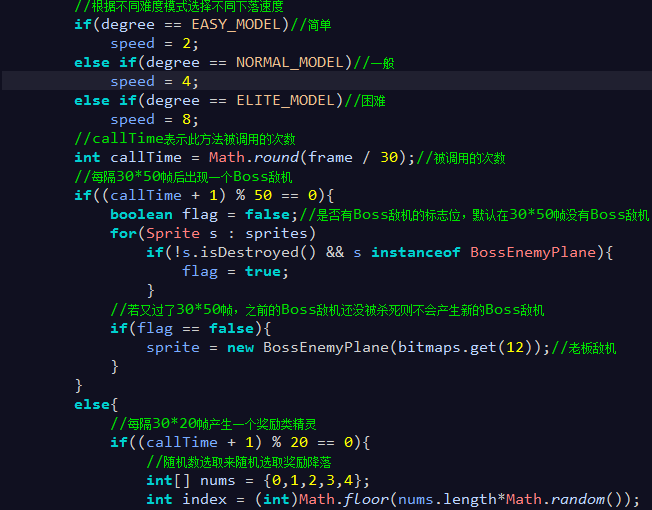 //根据不同难度模式选择不同下落速度
if(degree == EASY_MODEL)//简单
speed = 2;
else if(degree == NORMAL_MODEL)//一般
speed = 4;
else if(degree == ELITE_MODEL)//困难
speed = 8;
//callTime表示此方法被调用的次数
int callTime = Math.round(frame / 30);//被调用的次数
//每隔30*50帧后出现一个Boss敌机
if((callTime + 1) % 50 == 0){
boolean flag = false;//是否有Boss敌机的标志位，默认在30*50帧没有Boss敌机
for(Sprite s : sprites)
if(!s.isDestroyed() && s instanceof BossEnemyPlane){
flag = true;
}
//若又过了30*50帧，之前的Boss敌机还没被杀死则不会产生新的Boss敌机
if(flag == false){
sprite = new BossEnemyPlane(bitmaps.get(12));//老板敌机
}
}
else{
//每隔30*20帧产生一个奖励类精灵
if((callTime + 1) % 20 == 0){
//随机数选取来随机选取奖励降落
int[] nums = {0,1,2,3,4};
int index = (int)Math.floor(nums.length*Math.random());